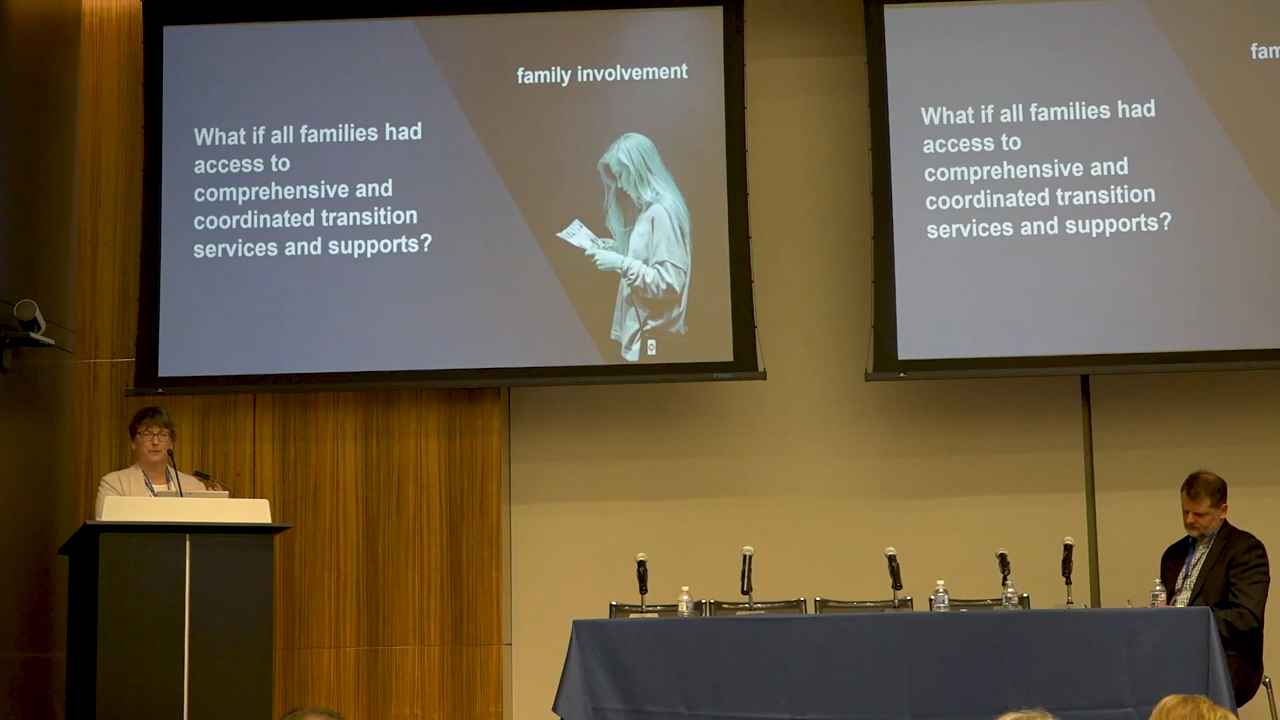 family involvement
What if all families had
access to
comprehensive and
coordinated transition
services and supports?
fam
What if all families had
access to
comprehensive and
coordinated transition
services and supports?